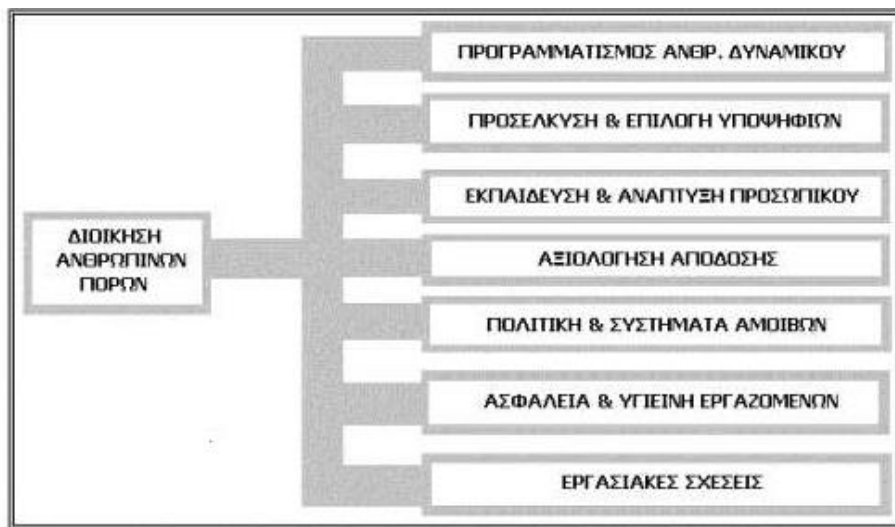 ΔΙΟΙΚΗΣΗ
ΑΝΘΡΩΠΙΝΩΝ
ΠΟΡΩΝ
ΠΡΟΓΡΑΜΜΑΤΙΣΜΟΣ ΑΝΘΡ. ΔΥΝΑΜΙΚΟΥ
ΠΡΟΣΕΛΚΥΣΗ & ΕΠΙΛΟΓΗ ΥΠΟΨΗΦΙΩΝ
ΕΚΠΑΙΔΕΥΣΗ & ΑΝΑΠΤΥΞΗ ΠΡΟΣΩΠΙΚΟΥ
ΑΞΙΟΛΟΓΗΣΗ ΑΠΟΔΟΣΗΣ
ΠΟΛΙΤΙΚΗ & ΣΥΣΤΗΜΑΤΑ ΑΜΟΙΒΩΝ
ΑΣΦΑΛΕΙΑ & ΥΓΙΕΙΝΗ ΕΡΓΑΖΟΜΕΝΩΝ
ΕΡΓΑΣΙΑΚΕΣ ΣΧΕΣΕΙΣ